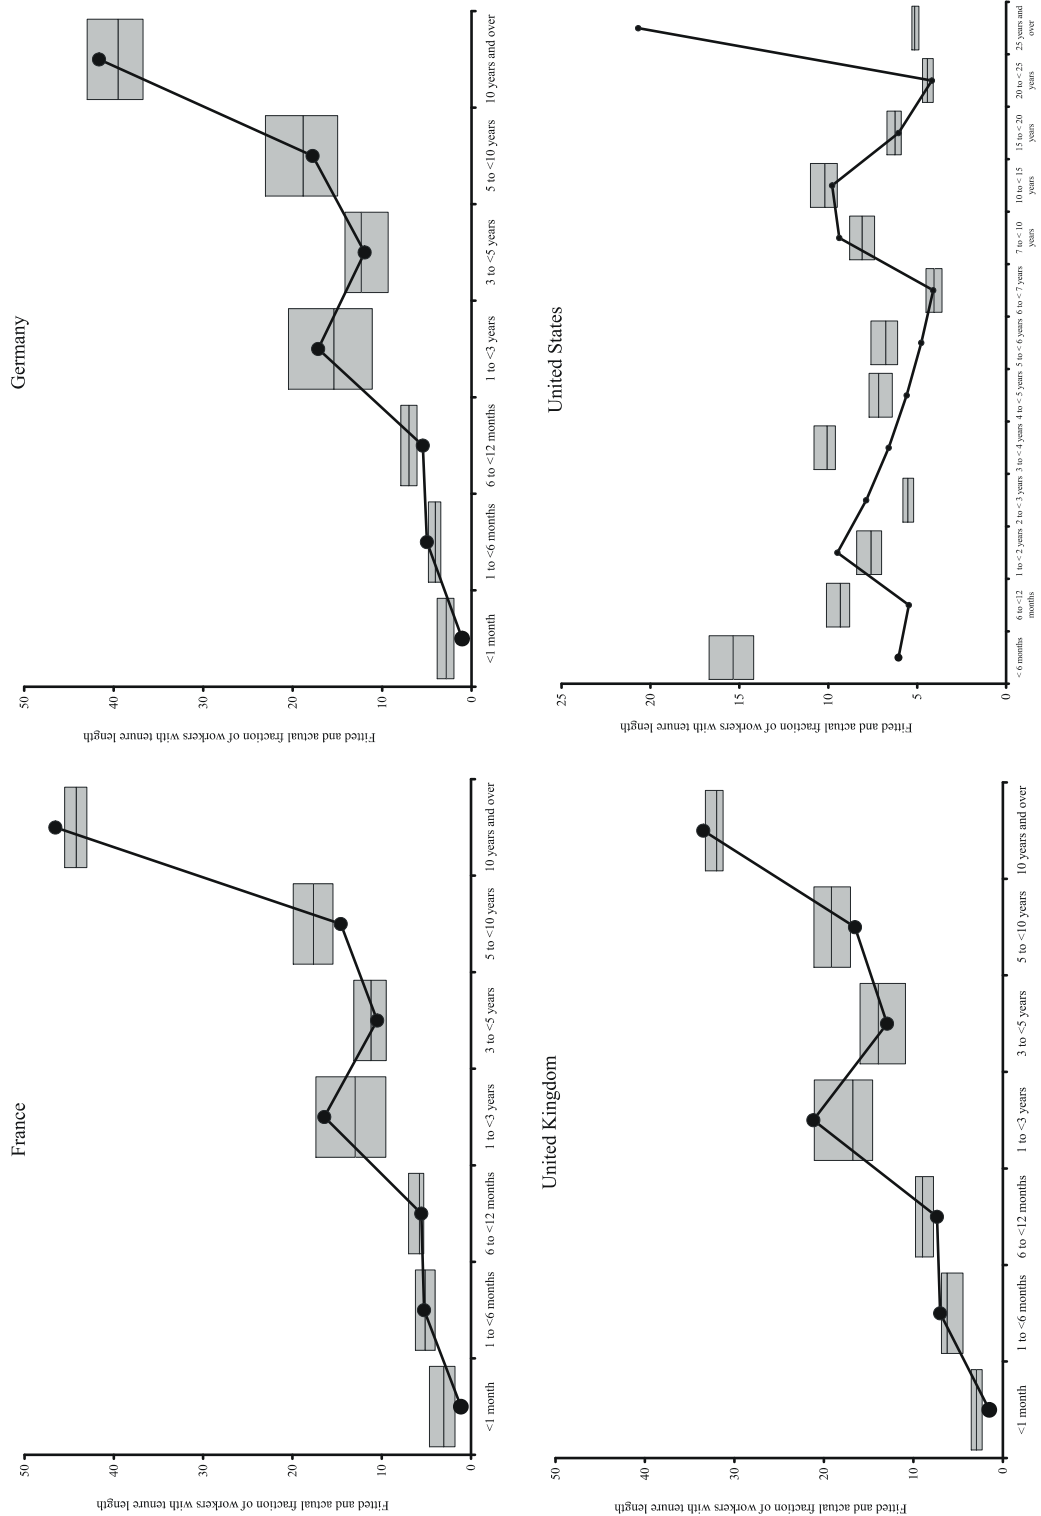 France
Fitted and actual fraction of workers with tenure length
50
40
30
20
10
0
<1 month
1 to <6 months
6 to <12 months
1 to <3 years
3 to <5 years
5 to <10 years
10 years and over
Germany
Fitted and actual fraction of workers with tenure length
50
40
30
20
10
0
<1 month
1 to <6 months
6 to <12 months
1 to <3 years
3 to <5 years
5 to <10 years
10 years and over
United Kingdom
Fitted and actual fraction of workers with tenure length
50
40
30
20
10
0
<1 month
1 to <6 months
6 to <12 months
1 to <3 years
3 to <5 years
5 to <10 years
10 years and over
United States
Fitted and actual fraction of workers with tenure length
25
20
15
10
5
0
< 6 months
6 to <12
months
1 to < 2 years
2 to < 3 years
3 to < 4 years
4 to < 5 years
5 to < 6 years
6 to < 7 years
7 to < 10
years
10 to < 15
years
15 to < 20
years
20 to < 25
years
25 years and
over